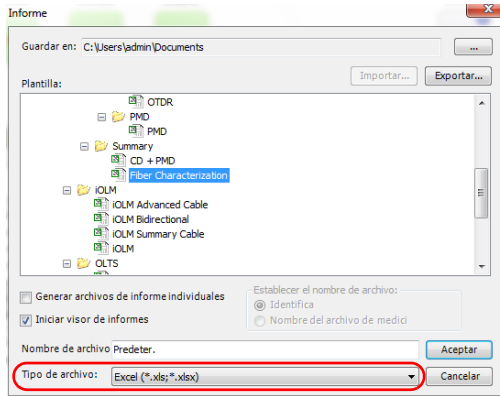 Informe
Guardar en: C:\Users\admin\Documents
...
Plantilla:
Importar...
Exportar...
OTDR
PMD
PMD
Summary
CD + PMD
Fiber Characterization
iOLM
iOLM Advanced Cable
iOLM Bidirectional
iOLM Summary Cable
iOLM
OLTS
Generar archivos de informe individuales
Iniciar visor de informes
Establecer el nombre de archivo:
Identifica
Nombre del archivo de medici
Nombre de archivo Predeter.
Aceptar
Tipo de archivo: Excel (*.xls;*.xlsx)
Cancelar